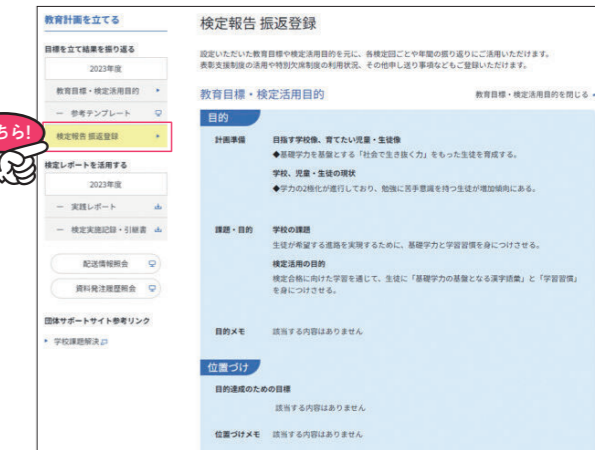 教育計画を立てる
目標を立て結果を振り返る
2023年度
教育目標・検定活用目的
― 参考テンプレート
検定報告 振返登録
ちら!
検定レポートを活用する
2023年度
― 実践レポート
― 検定実施記録・引継書
配送情報照会
資料発注履歴照会
団体サポートサイト参考リンク
学校課題解決
検定報告 振返登録
設定いただいた教育目標や検定活用目的を元に、各検定回ごとや年間の振り返りにご活用いただけます。
表彰支援制度の活用や特別欠席制度の利用状況、その他申し送り事項などもご登録いただけます。
教育目標・検定活用目的
教育目標・検定活用目的を閉じる
目的
計画準備
目指す学校像、育てたい児童・生徒像
◆基礎学力を基盤とする「社会で生き抜く力」をもった生徒を育成する。
学校、児童・生徒の現状
◆学力の2極化が進行しており、勉強に苦手意識を持つ生徒が増加傾向にある。
課題・目的
学校の課題
生徒が希望する進路を実現するために、基礎学力と学習習慣を身につけさせる。
検定活用の目的
検定合格に向けた学習を通じて、生徒に「基礎学力の基盤となる漢字語彙」と「学習習慣」
を身につけさせる。
目的メモ 該当する内容はありません
位置づけ
目的達成のための目標
該当する内容はありません
位置づけメモ 該当する内容はありません